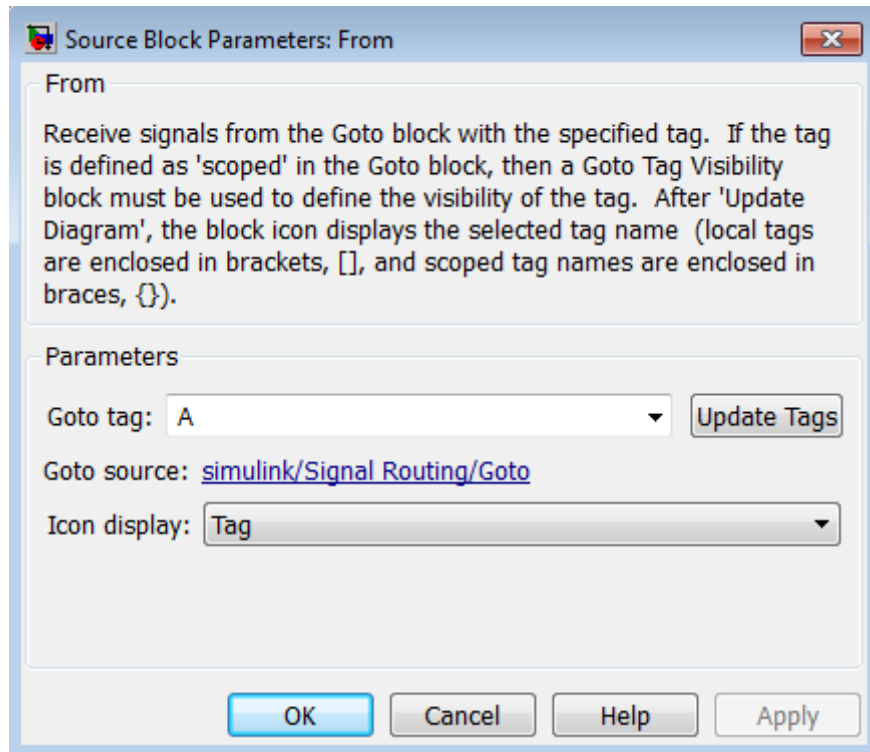 Source Block Parameters: From
From
Receive signals from the Goto block with the specified tag.  If the tag
is defined as 'scoped' in the Goto block, then a Goto Tag Visibility
block must be used to define the visibility of the tag.  After 'Update
Diagram', the block icon displays the selected tag name  (local tags
are enclosed in brackets, [], and scoped tag names are enclosed in
braces, {}).
Parameters
Goto tag: A Update Tags
Goto source: simulink/Signal Routing/Goto
Icon display: Tag
OK Cancel Help Apply